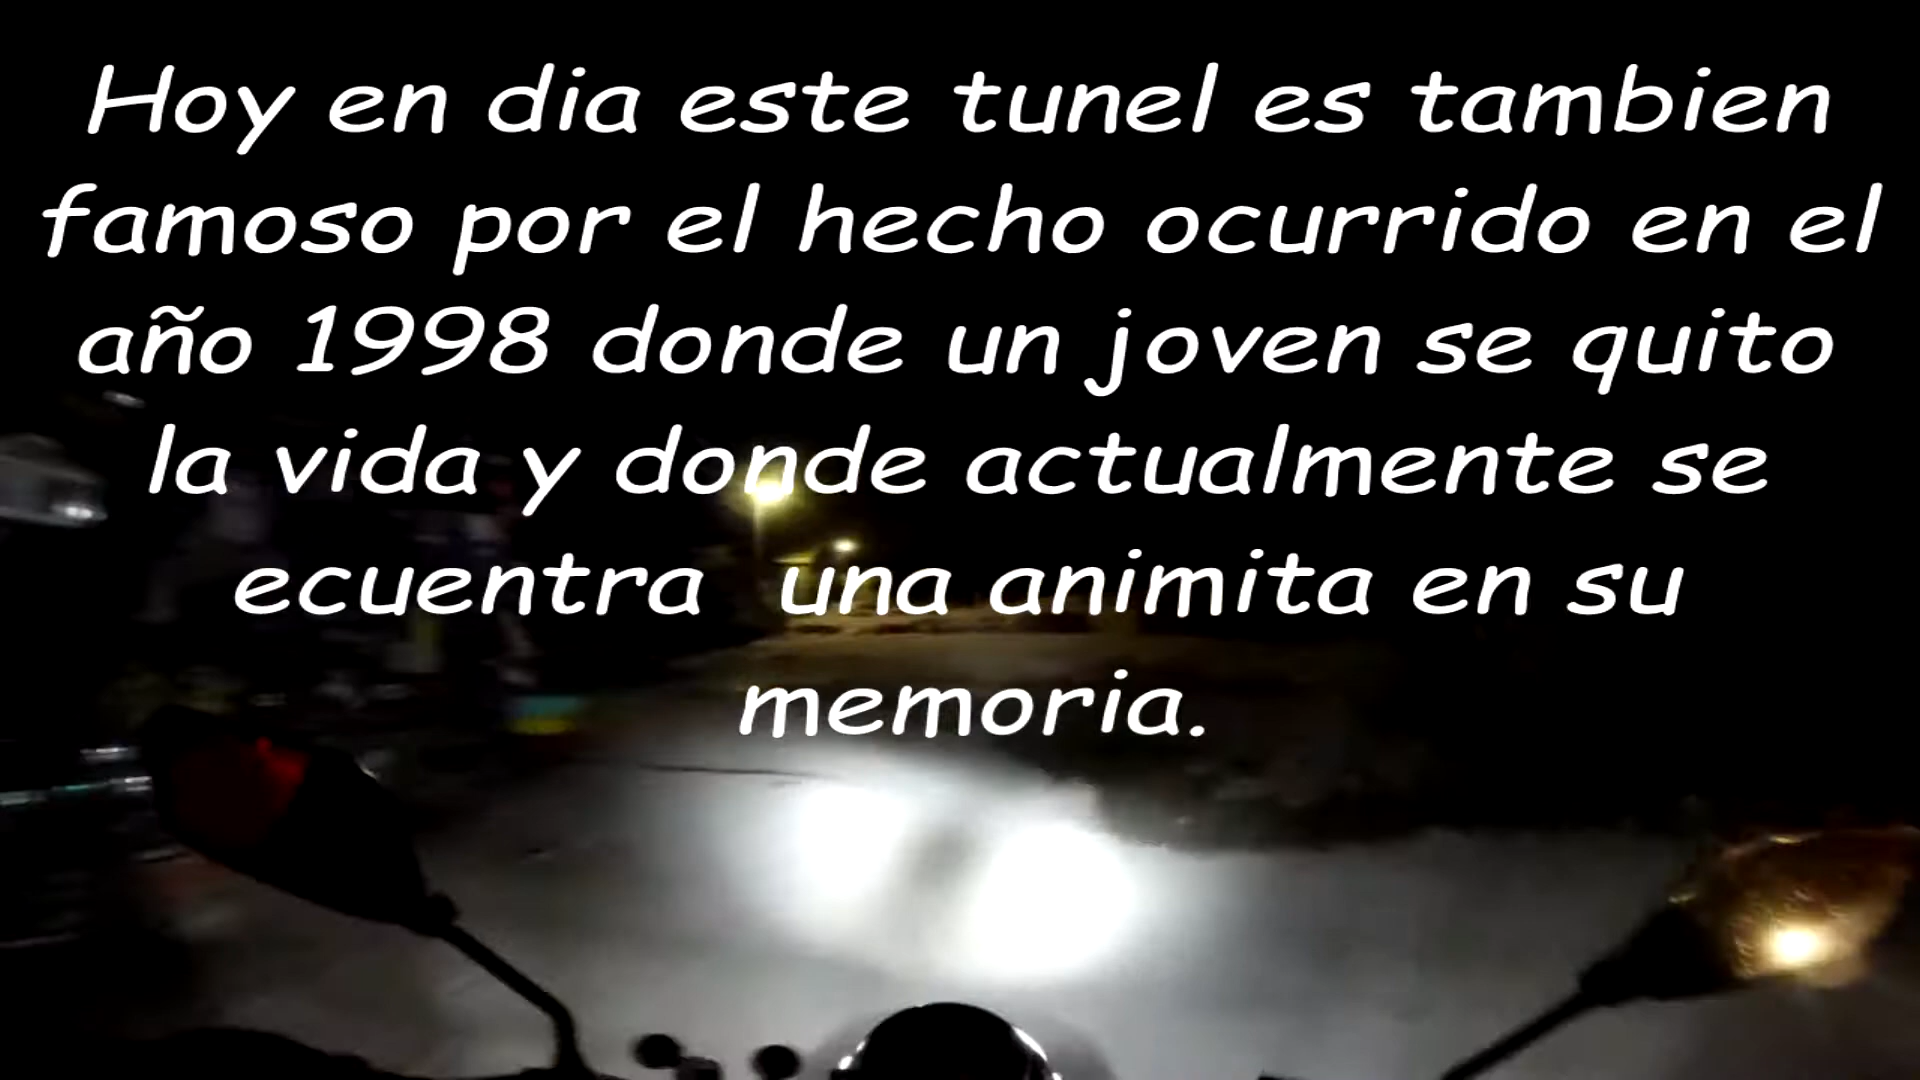 Hoy en dia este tunel es tambien
famoso por el hecho ocurrido en el
año 1998 donde un joven se quito
la vida y donde actualmente se
ecuentra una animita en su
memoria.